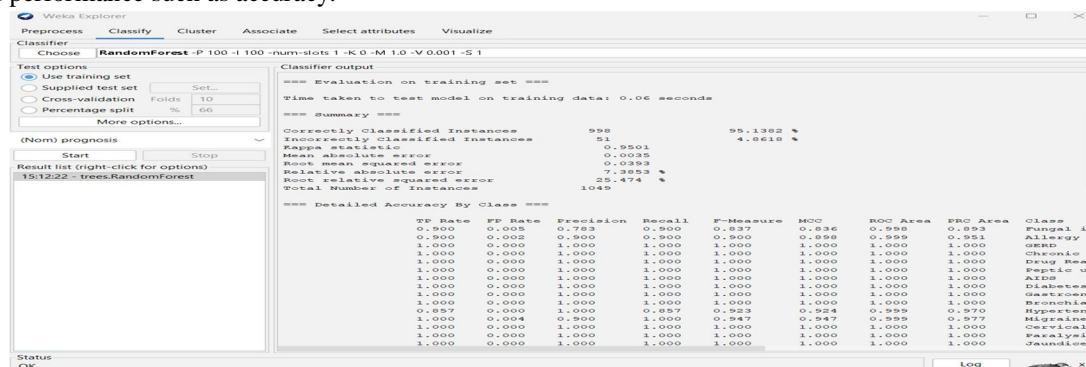 performance such as accuracy.
Weka Explorer
Preprocess Classify Cluster Associate Select attributes Visualize
Classifier
Choose RandomForest -P 100 -I 100 -num-slots 1 -K 0 -M 1.0 -V 0.001 -S 1
Test options
Use training set
Supplied test set Set...
Cross-validation Folds 10
Percentage split % 66
More options...
(Nom) prognosis
Start Stop
Result list (right-click for options)
15:12:22 - trees.RandomForest
Classifier output
=== Evaluation on training set ===
Time taken to test model on training data: 0.06 seconds
=== Summary ===
Correctly Classified Instances 998 95.1382 %
Incorrectly Classified Instances 51 4.8618 %
Kappa statistic 0.9501
Mean absolute error 0.0035
Root mean squared error 0.0393
Relative absolute error 7.3853 %
Root relative squared error 25.474 %
Total Number of Instances 1049
=== Detailed Accuracy By Class ===
TP Rate FP Rate Precision Recall F-Measure MCC ROC Area PRC Area Class
0.900 0.005 0.783 0.900 0.837 0.836 0.998 0.893 Fungal i
0.900 0.002 0.900 0.900 0.900 0.898 0.999 0.951 Allergy
1.000 0.000 1.000 1.000 1.000 1.000 1.000 1.000 GERD
1.000 0.000 1.000 1.000 1.000 1.000 1.000 1.000 Chronic
1.000 0.000 1.000 1.000 1.000 1.000 1.000 1.000 Drug Rea
1.000 0.000 1.000 1.000 1.000 1.000 1.000 1.000 Peptic u
1.000 0.000 1.000 1.000 1.000 1.000 1.000 1.000 AIDS
1.000 0.000 1.000 1.000 1.000 1.000 1.000 1.000 Diabetes
1.000 0.000 1.000 1.000 1.000 1.000 1.000 1.000 Gastroen
1.000 0.000 1.000 1.000 1.000 1.000 1.000 1.000 Bronchia
0.857 0.000 1.000 0.857 0.923 0.924 0.999 0.970 Hyperten
1.000 0.004 0.900 1.000 0.947 0.947 0.999 0.977 Migraine
1.000 0.000 1.000 1.000 1.000 1.000 1.000 1.000 Cervical
1.000 0.000 1.000 1.000 1.000 1.000 1.000 1.000 Paralysi
1.000 0.000 1.000 1.000 1.000 1.000 1.000 1.000 Jaundice
Status
OK
Log
x